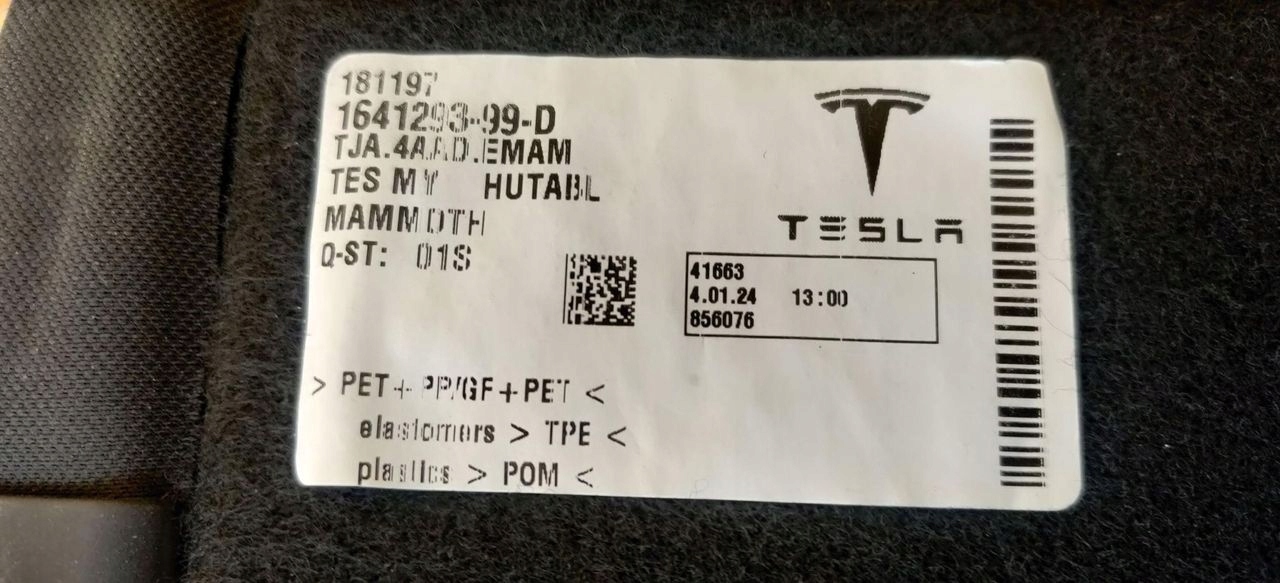 181197
1641293-99-D
TJA.4AAD.EMAM
TES MY HUTABL
MAMMOTH
Q-ST: 01S
TESLA
41663
4.01.24 13:00
856076
> PET+PP/GF+PET <
elastomers > TPE <
plastics > POM <